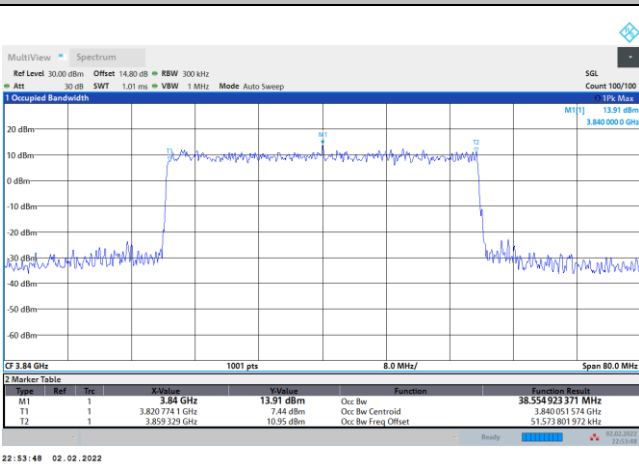 MultiView Spectrum
Ref Level 30.00 dBm Offset 14.80 dB RBW 300 kHz SGL
Att 30 dB SWT 1.01 ms VBW 1 MHz Mode Auto Sweep Count 100/100
1 Occupied Bandwidth 1Pk Max
M1[1] 13.91 dBm
3.840 000 0 GHz
M1
T2
T1
20 dBm
10 dBm
0 dBm
-10 dBm
-20 dBm
-30 dBm
-40 dBm
-50 dBm
-60 dBm
CF 3.84 GHz 1001 pts 8.0 MHz/ Span 80.0 MHz
2 Marker Table
Type Ref Trc X-Value Y-Value Function Function Result
M1 1 3.84 GHz 13.91 dBm Occ Bw 38.554 923 371 MHz
T1 1 3.820 774 1 GHz 7.44 dBm Occ Bw Centroid 3.840 051 574 GHz
T2 1 3.859 329 GHz 10.95 dBm Occ Bw Freq Offset 51.573 801 972 kHz
Ready 02.02.2022
22:53:48
22:53:48 02.02.2022